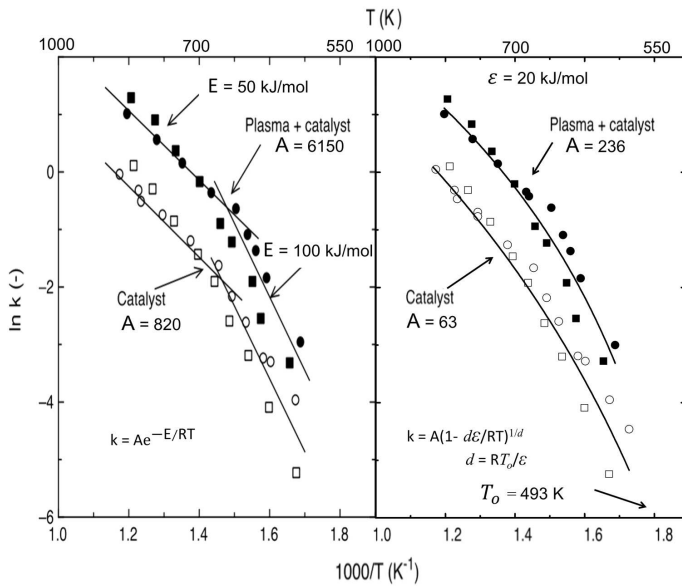 T (K)
1000 700 550 1000 700 550
E = 50 kJ/mol
Plasma + catalyst
A = 6150
E = 100 kJ/mol
Catalyst
A = 820
k = Ae−E/RT
ℰ = 20 kJ/mol
Plasma + catalyst
A = 236
Catalyst
A = 63
k = A(1- dℰ/RT)1/d
d = RTo/ℰ
To = 493 K
ln k (-)
2
0
−2
−4
−6
1.0 1.2 1.4 1.6 1.8 1.0 1.2 1.4 1.6 1.8
1000/T (K-1)